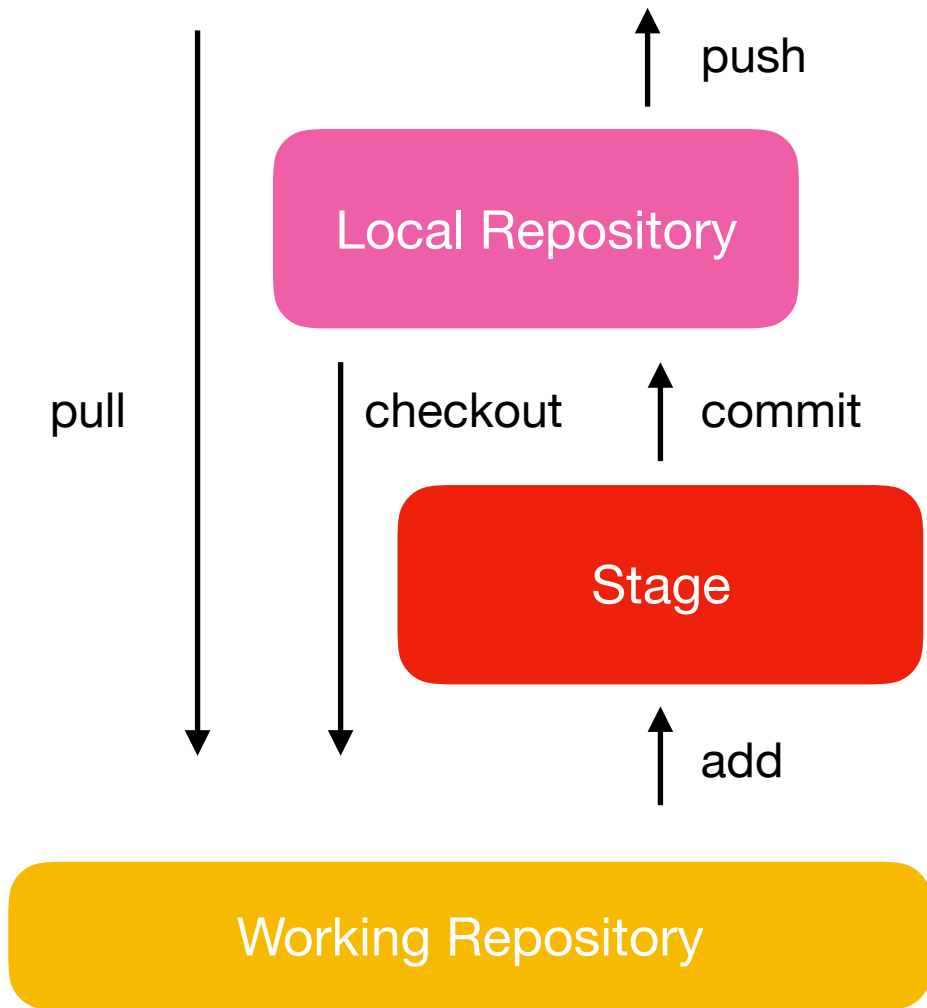 push
Local Repository
pull
checkout
commit
Stage
add
Working Repository